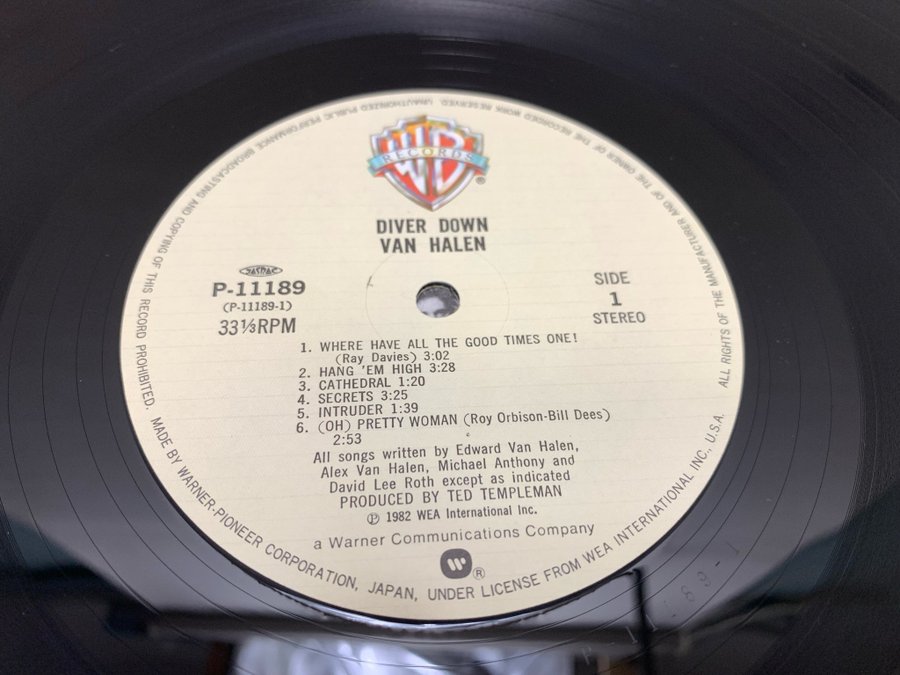 WB
RECORDS
®
DIVER DOWN
VAN HALEN
JASRAC
P-11189
(P-11189-1)
33⅓RPM
SIDE
1
STEREO
1. WHERE HAVE ALL THE GOOD TIMES ONE!
(Ray Davies) 3:02
2. HANG 'EM HIGH 3:28
3. CATHEDRAL 1:20
4. SECRETS 3:25
5. INTRUDER 1:39
6. (OH) PRETTY WOMAN (Roy Orbison-Bill Dees)
2:53
All songs written by Edward Van Halen,
Alex Van Halen, Michael Anthony and
David Lee Roth except as indicated
PRODUCED BY TED TEMPLEMAN
℗ 1982 WEA International Inc.
a Warner Communications Company
®
MADE BY WARNER-PIONEER CORPORATION, JAPAN, UNDER LICENSE FROM WEA INTERNATIONAL INC., U.S.A.
ALL RIGHTS OF THE MANUFACTURER AND OF THE OWNER OF THE RECORDED WORK RESERVED. UNAUTHORIZED PUBLIC PERFORMANCE BROADCASTING AND COPYING OF THIS RECORD PROHIBITED.